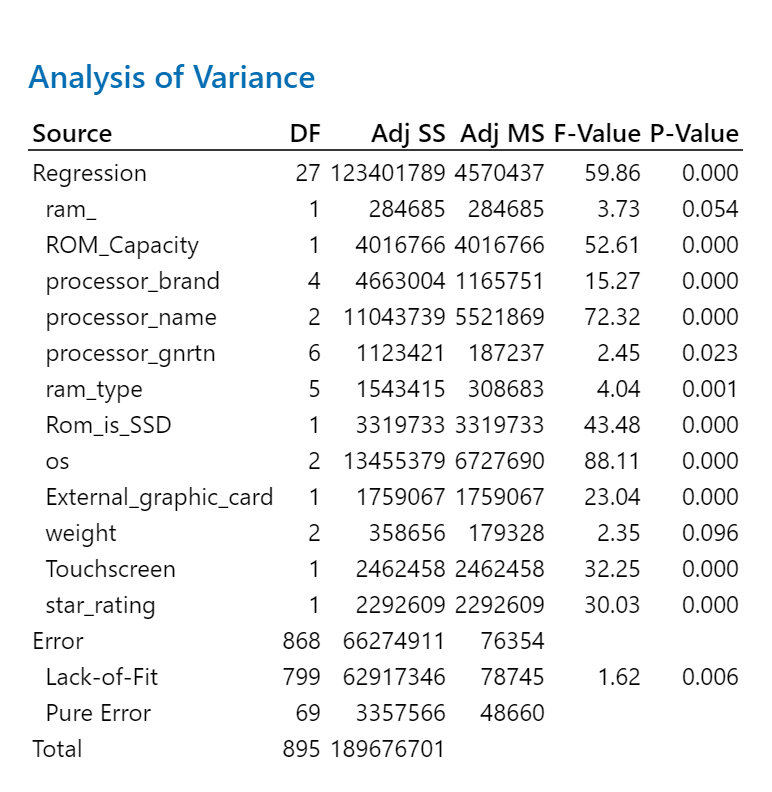 Analysis of Variance
Source DF Adj SS Adj MS F-Value P-Value
Regression 27 123401789 4570437 59.86 0.000
ram_ 1 284685 284685 3.73 0.054
ROM_Capacity 1 4016766 4016766 52.61 0.000
processor_brand 4 4663004 1165751 15.27 0.000
processor_name 2 11043739 5521869 72.32 0.000
processor_gnrtn 6 1123421 187237 2.45 0.023
ram_type 5 1543415 308683 4.04 0.001
Rom_is_SSD 1 3319733 3319733 43.48 0.000
os 2 13455379 6727690 88.11 0.000
External_graphic_card 1 1759067 1759067 23.04 0.000
weight 2 358656 179328 2.35 0.096
Touchscreen 1 2462458 2462458 32.25 0.000
star_rating 1 2292609 2292609 30.03 0.000
Error 868 66274911 76354
Lack-of-Fit 799 62917346 78745 1.62 0.006
Pure Error 69 3357566 48660
Total 895 189676701